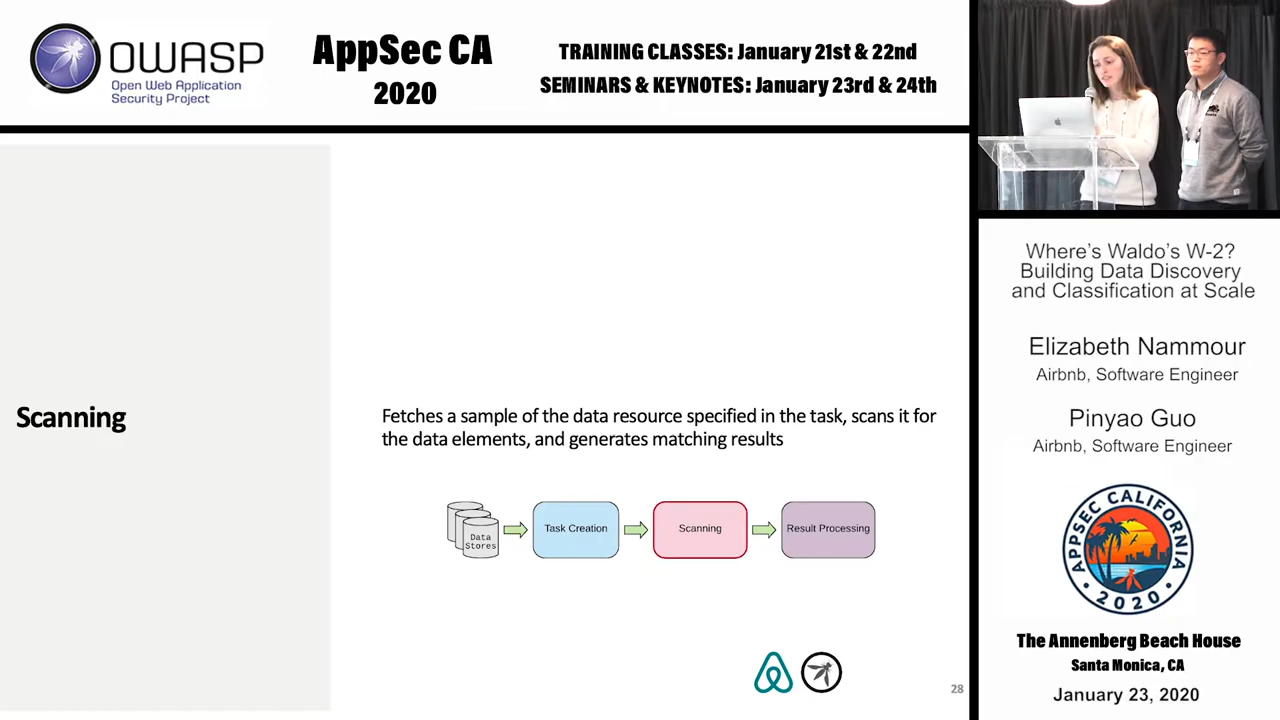 OWASP
Open Web Application
Security Project
AppSec CA
2020
TRAINING CLASSES: January 21st & 22nd
SEMINARS & KEYNOTES: January 23rd & 24th
Scanning
Fetches a sample of the data resource specified in the task, scans it for
the data elements, and generates matching results
Data
Stores
Task Creation
Scanning
Result Processing
28
Where's Waldo's W-2?
Building Data Discovery
and Classification at Scale
Elizabeth Nammour
Airbnb, Software Engineer
Pinyao Guo
Airbnb, Software Engineer
APPSEC CALIFORNIA
• 2020 •
The Annenberg Beach House
Santa Monica, CA
January 23, 2020